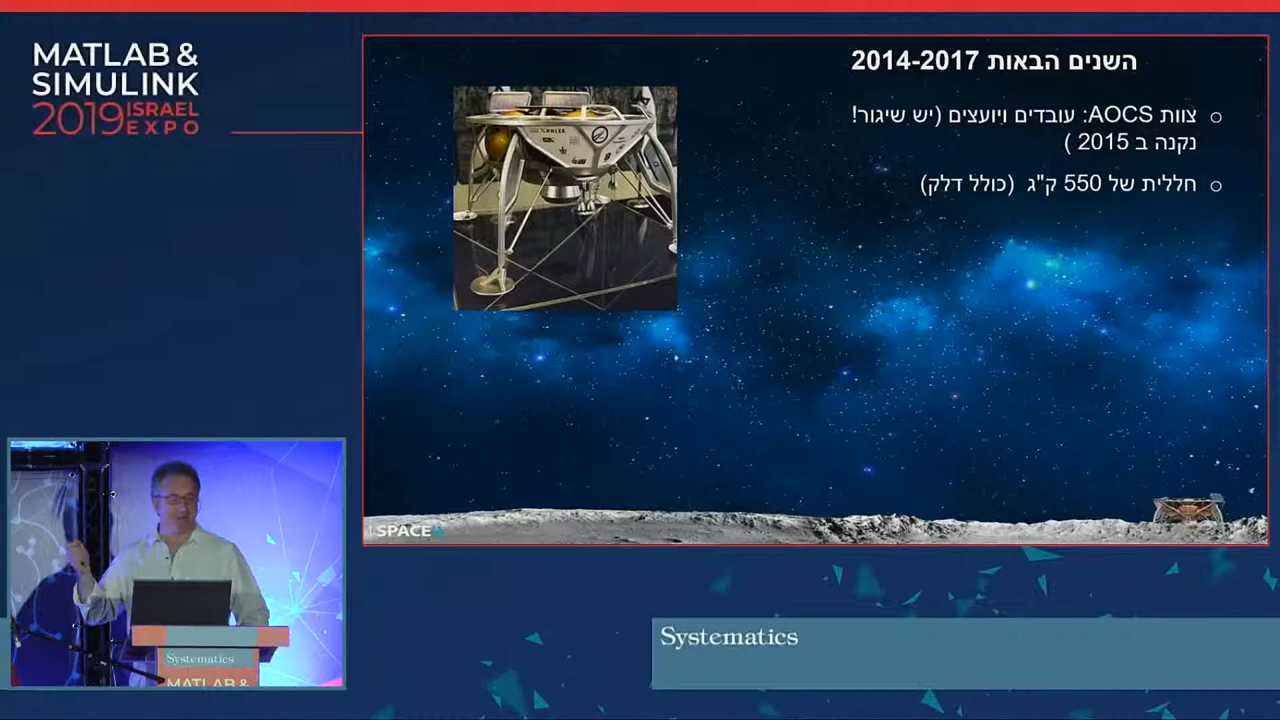 MATLAB &
SIMULINK
2019 ISRAEL
EXPO
השנים הבאות 2014-2017
צוות AOCS: עובדים ויועצים (יש שיגור!
נקנה ב 2015 )
חללית של 550 ק"ג (כולל דלק)
SPACE
Systematics
Systematics
MATLAB &